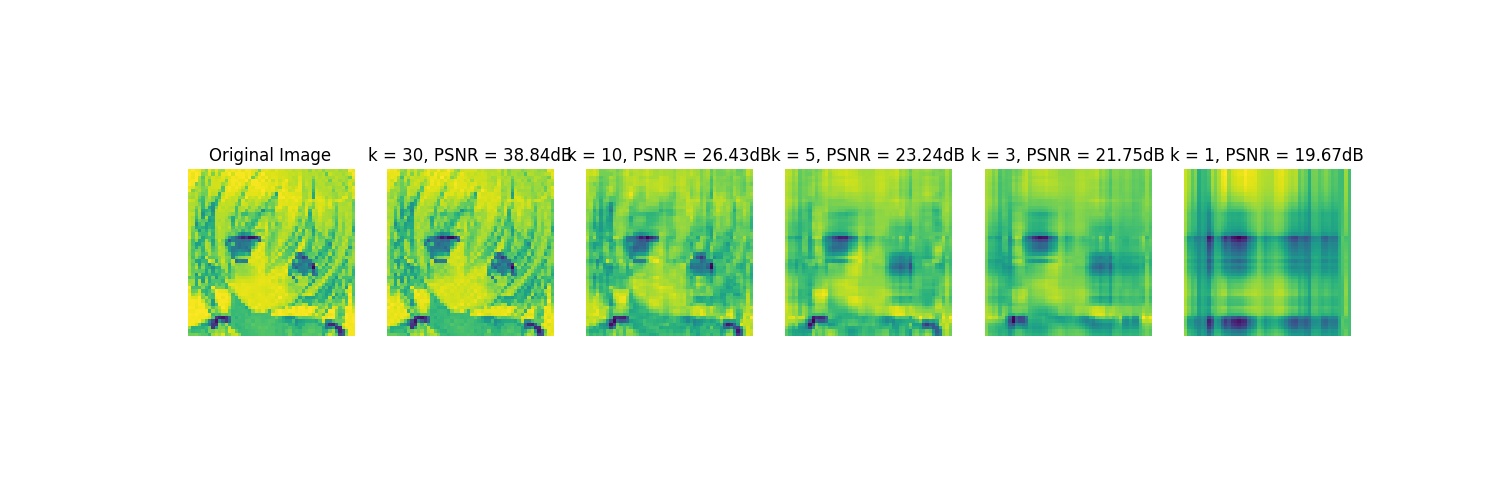 Original Image
k = 30, PSNR = 38.84dB
k = 10, PSNR = 26.43dB
k = 5, PSNR = 23.24dB
k = 3, PSNR = 21.75dB
k = 1, PSNR = 19.67dB